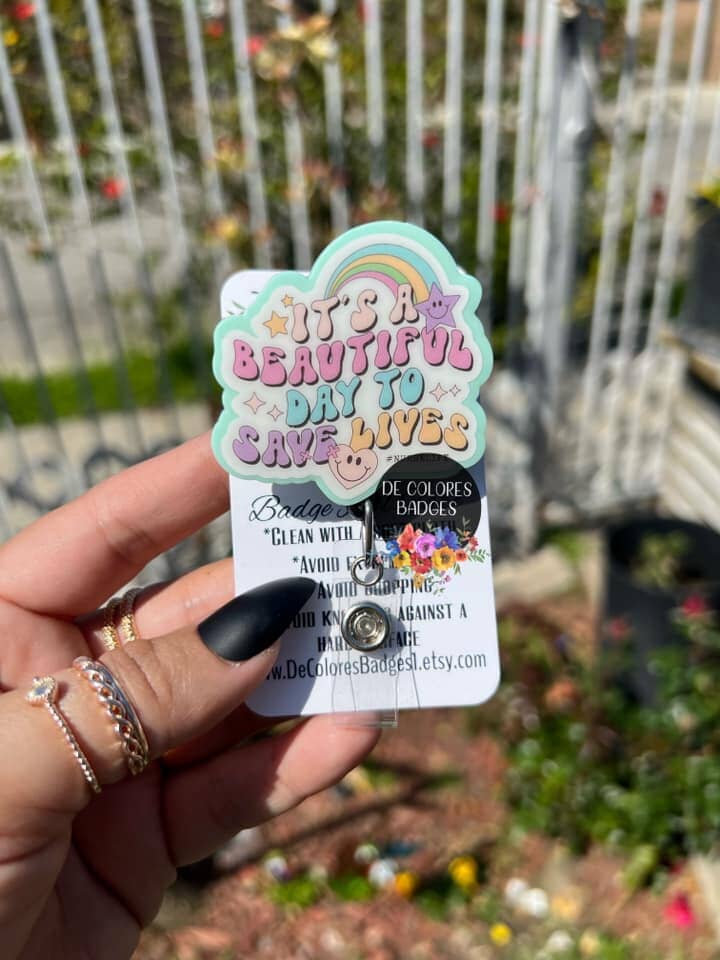 IT'S A
BEAUTIFUL
DAY TO
SAVE LIVES
DE COLORES
BADGES
Badge
*CLEAN WITH
*AVOID
AVOID DROPPING
AGAINST A
HARD SURFACE
w.DeColoresBadges1.etsy.com